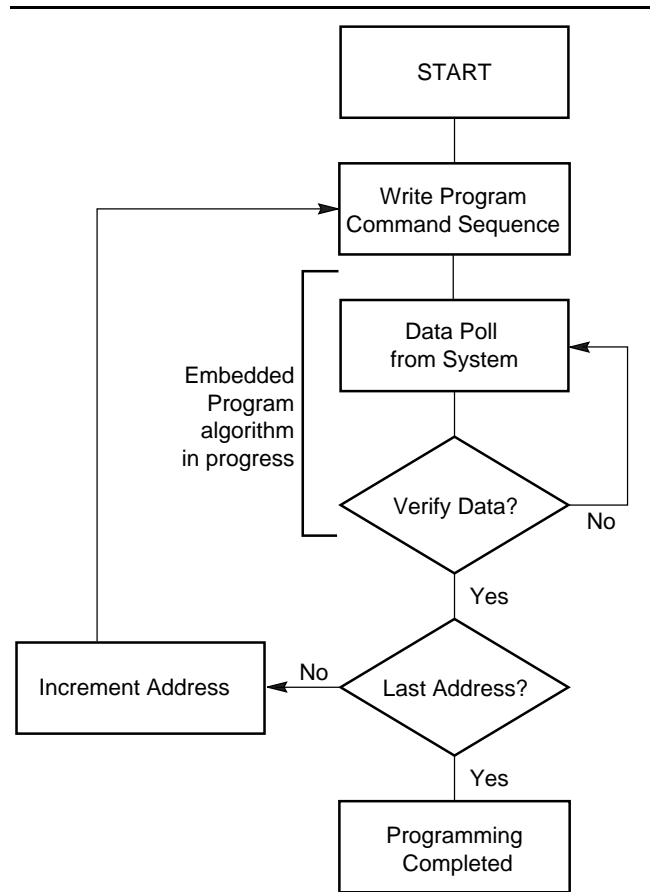 START
Write Program
Command Sequence
Data Poll
from System
Embedded
Program
algorithm
in progress
Verify Data?
No
Yes
No
Increment Address
Last Address?
Yes
Programming
Completed